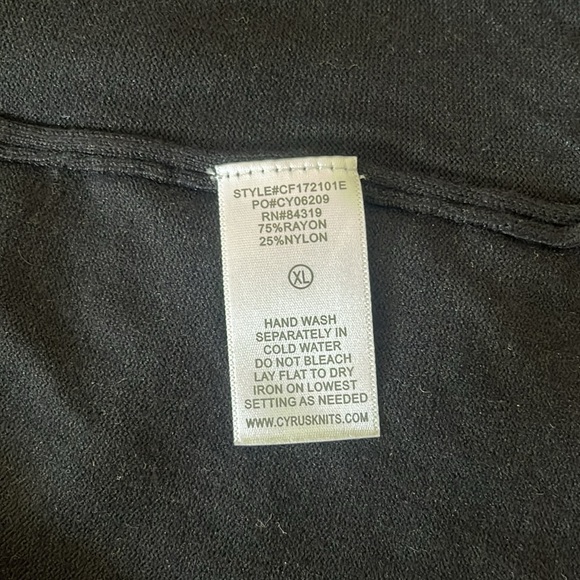 STYLE#CF172101E
PO#CY06209
RN#84319
75%RAYON
25%NYLON
XL
HAND WASH
SEPARATELY IN
COLD WATER
DO NOT BLEACH
LAY FLAT TO DRY
IRON ON LOWEST
SETTING AS NEEDED
WWW.CYRUSKNITS.COM